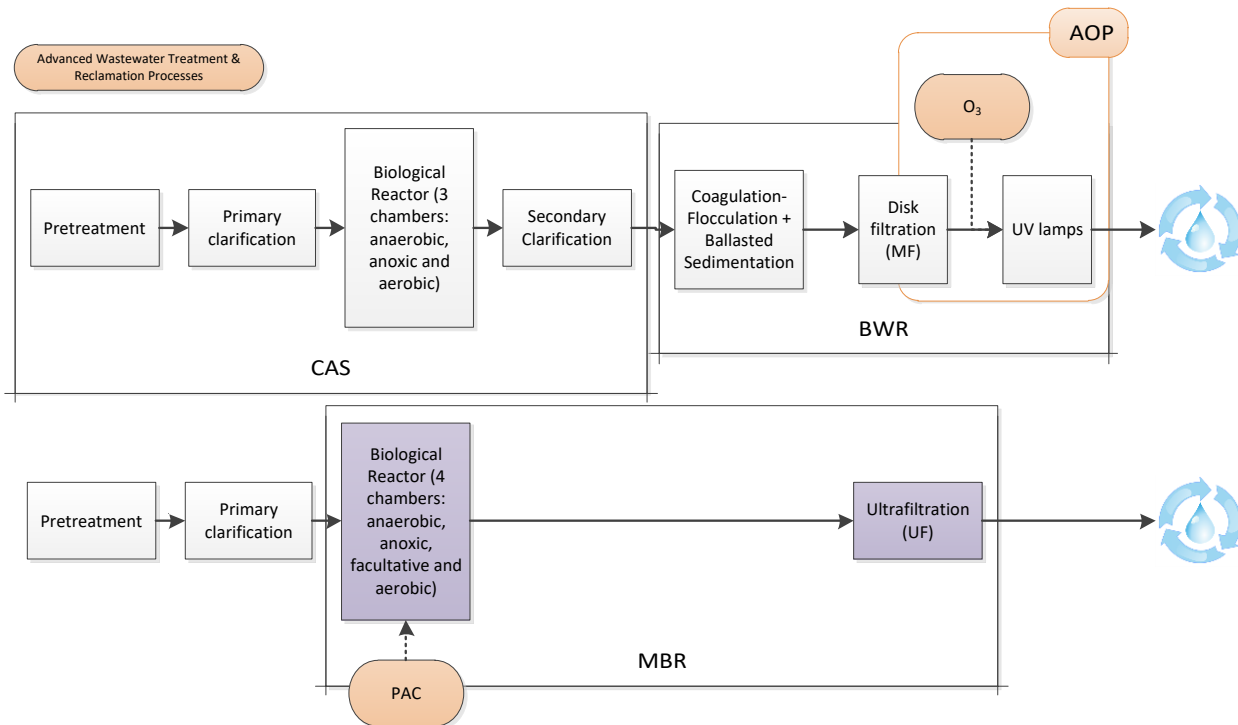 Advanced Wastewater Treatment &
Reclamation Processes
AOP
O₃
Pretreatment
Primary
clarification
Biological
Reactor (3
chambers:
anaerobic,
anoxic and
aerobic)
Secondary
Clarification
Coagulation-
Flocculation +
Ballasted
Sedimentation
Disk
filtration
(MF)
UV lamps
CAS
BWR
Pretreatment
Primary
clarification
Biological
Reactor (4
chambers:
anaerobic,
anoxic,
facultative and
aerobic)
Ultrafiltration
(UF)
MBR
PAC